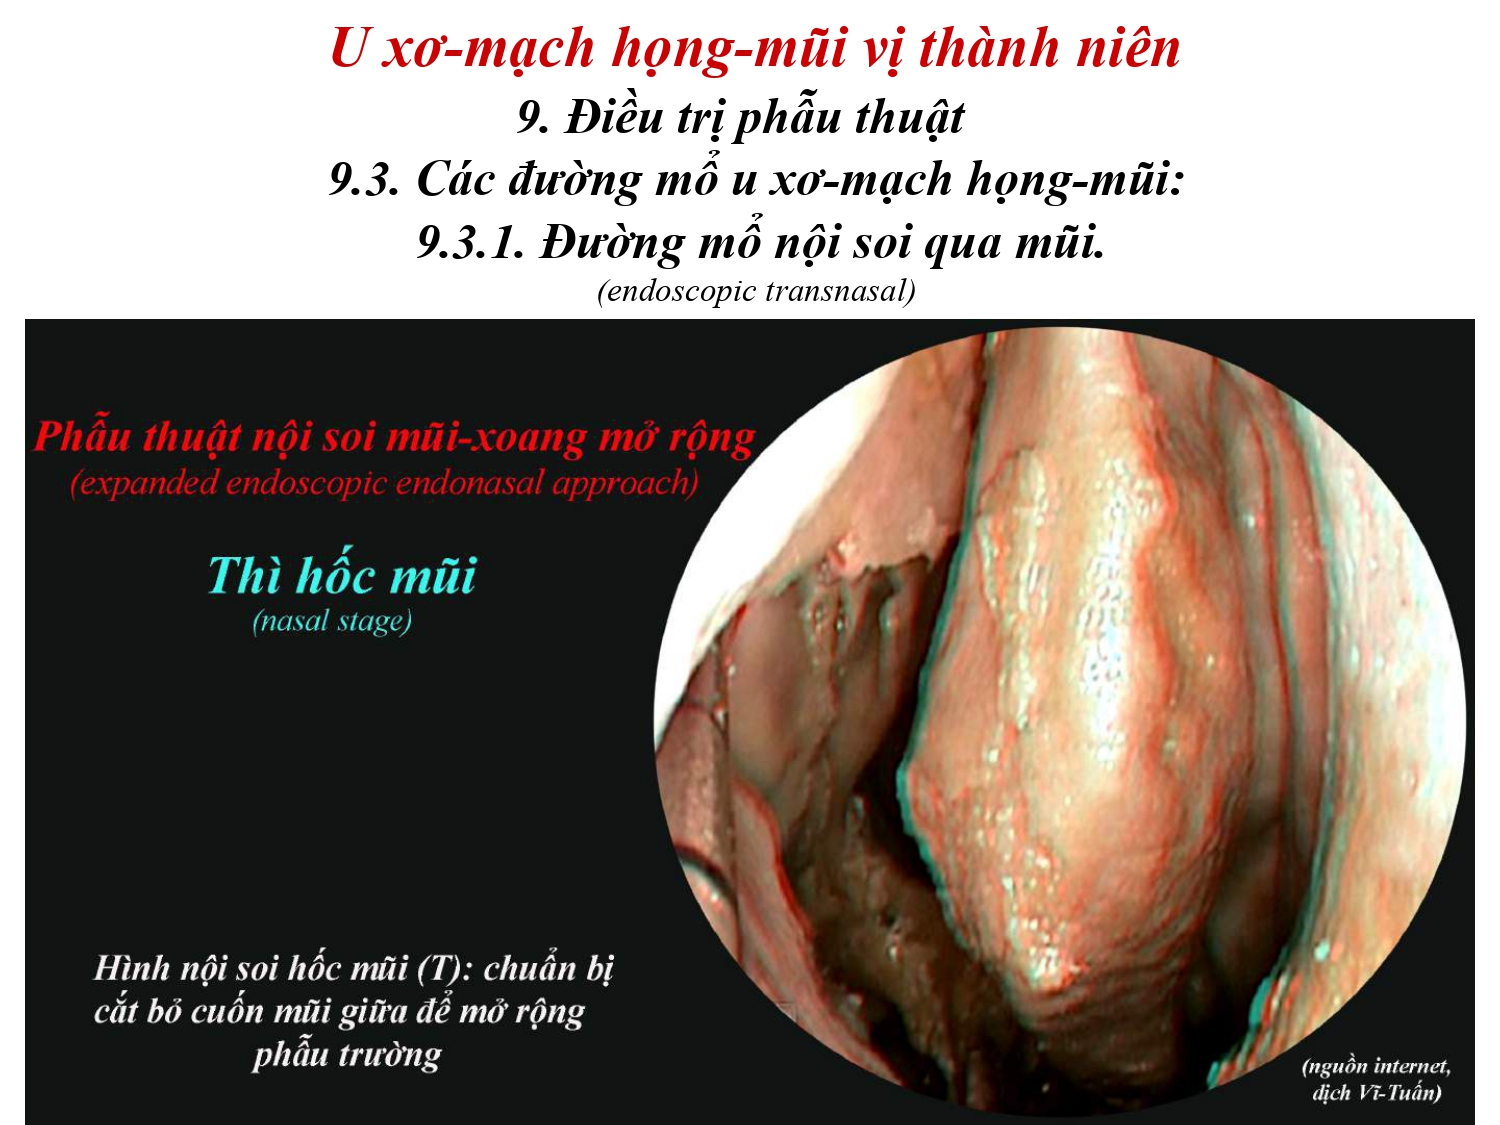 U xơ-mạch họng-mũi vị thành niên
9. Điều trị phẫu thuật
9.3. Các đường mổ u xơ-mạch họng-mũi:
9.3.1. Đường mổ nội soi qua mũi.
(endoscopic transnasal)
Phẫu thuật nội soi mũi-xoang mở rộng
(expanded endoscopic endonasal approach)
Thì hốc mũi
(nasal stage)
Hình nội soi hốc mũi (T): chuẩn bị
cắt bỏ cuốn mũi giữa để mở rộng
phẫu trường
(nguồn internet,
dịch Vĩ-Tuấn)